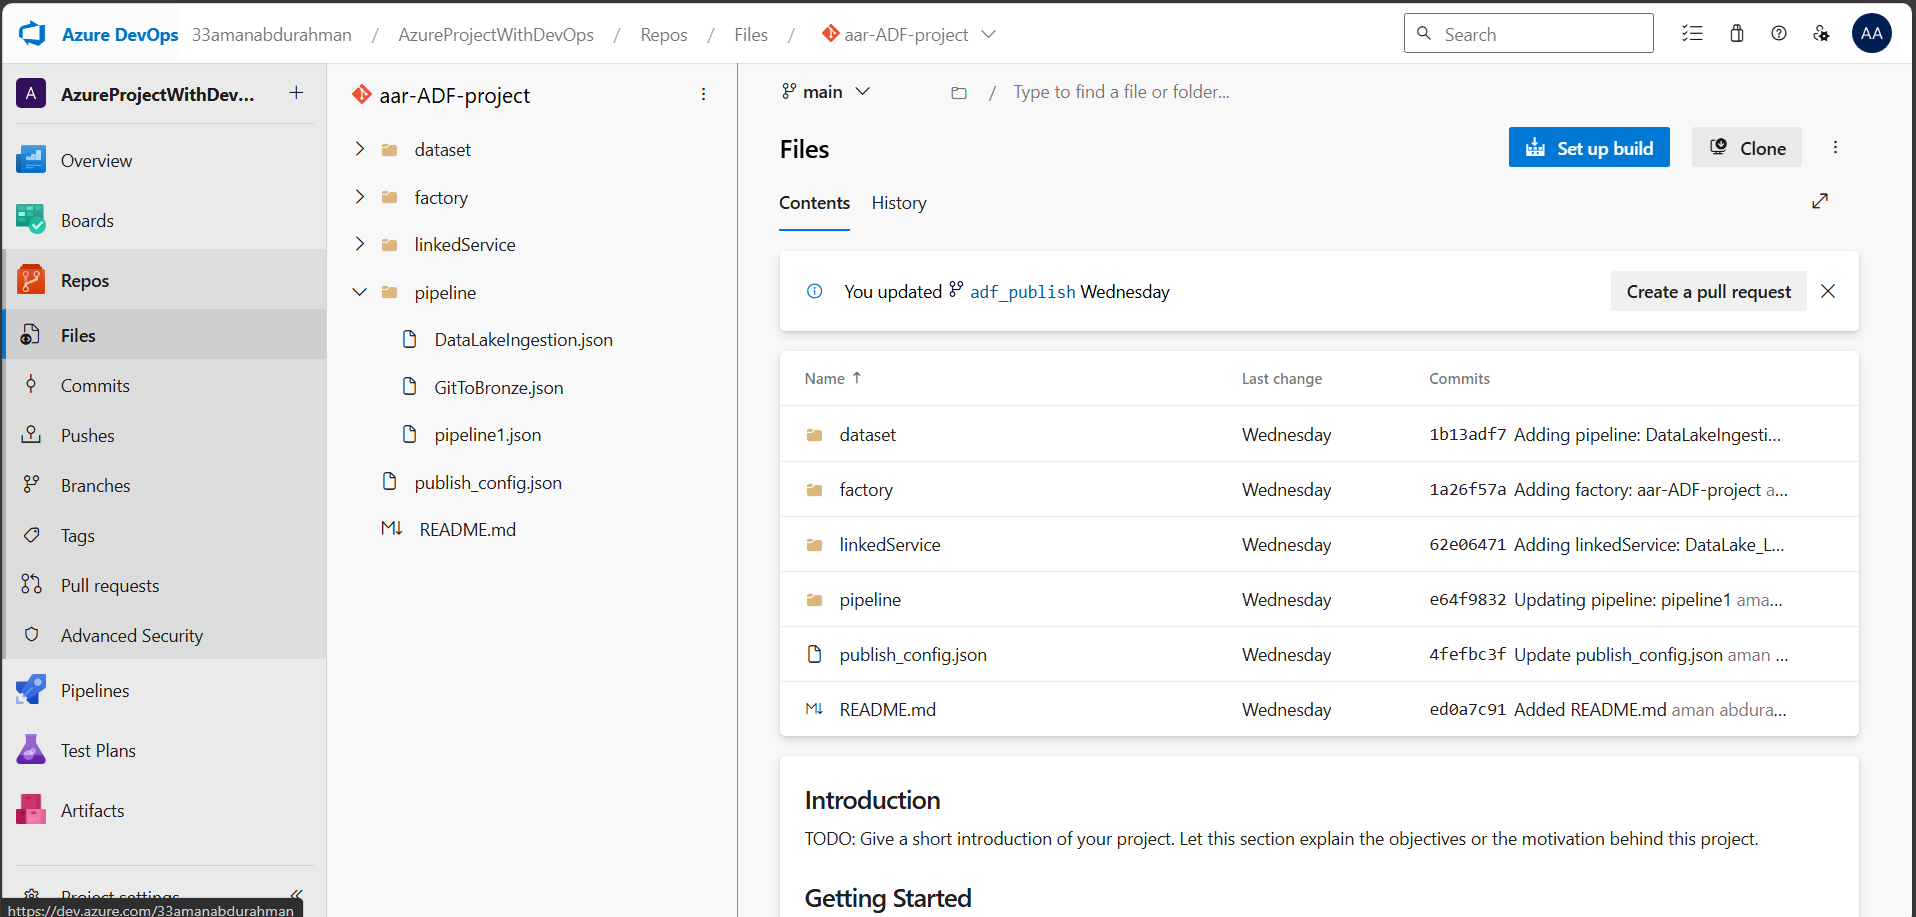 Azure DevOps 33amanabdurahman / AzureProjectWithDevOps / Repos / Files / aar-ADF-project
Search
AA
A AzureProjectWithDev... +
Overview
Boards
Repos
Files
Commits
Pushes
Branches
Tags
Pull requests
Advanced Security
Pipelines
Test Plans
Artifacts
Project settings
https://dev.azure.com/33amanabdurahman
aar-ADF-project
dataset
factory
linkedService
pipeline
DataLakeIngestion.json
GitToBronze.json
pipeline1.json
publish_config.json
M↓ README.md
main / Type to find a file or folder...
Files
Set up build
Clone
Contents History
You updated adf_publish Wednesday
Create a pull request
Name ↑ Last change Commits
dataset Wednesday 1b13adf7 Adding pipeline: DataLakeIngesti...
factory Wednesday 1a26f57a Adding factory: aar-ADF-project a...
linkedService Wednesday 62e06471 Adding linkedService: DataLake_L...
pipeline Wednesday e64f9832 Updating pipeline: pipeline1 ama...
publish_config.json Wednesday 4fefbc3f Update publish_config.json aman ...
M↓ README.md Wednesday ed0a7c91 Added README.md aman abdura...
Introduction
TODO: Give a short introduction of your project. Let this section explain the objectives or the motivation behind this project.
Getting Started